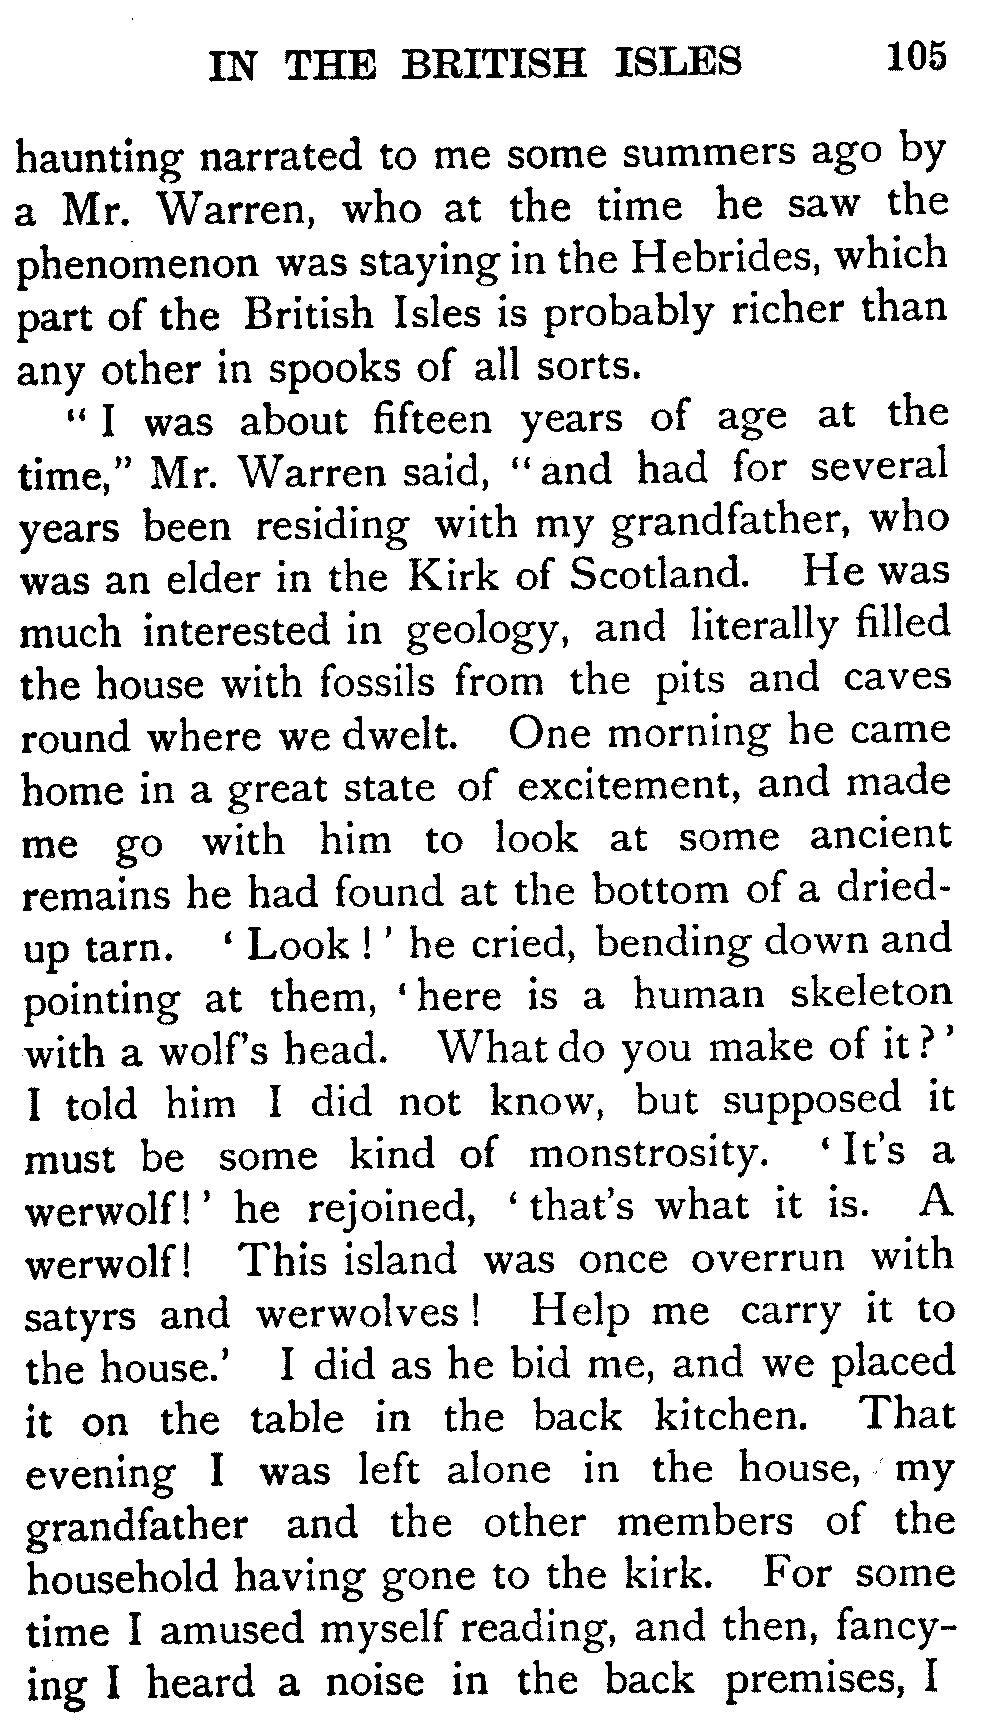 IN THE BRITISH ISLES 105
haunting narrated to me some summers ago by
a Mr. Warren, who at the time he saw the
phenomenon was staying in the Hebrides, which
part of the British Isles is probably richer than
any other in spooks of all sorts.
“ I was about fifteen years of age at the
time,” Mr. Warren said, “and had for several
years been residing with my grandfather, who
was an elder in the Kirk of Scotland. He was
much interested in geology, and literally filled
the house with fossils from the pits and caves
round where we dwelt. One morning he came
home in a great state of excitement, and made
me go with him to look at some ancient
remains he had found at the bottom of a dried-
up tarn. ‘ Look ! ’ he cried, bending down and
pointing at them, ‘ here is a human skeleton
with a wolf’s head. What do you make of it ? ’
I told him I did not know, but supposed it
must be some kind of monstrosity. ‘ It’s a
werwolf! ’ he rejoined, ‘ that’s what it is. A
werwolf! This island was once overrun with
satyrs and werwolves ! Help me carry it to
the house.’ I did as he bid me, and we placed
it on the table in the back kitchen. That
evening I was left alone in the house, my
grandfather and the other members of the
household having gone to the kirk. For some
time I amused myself reading, and then, fancy-
ing I heard a noise in the back premises, I